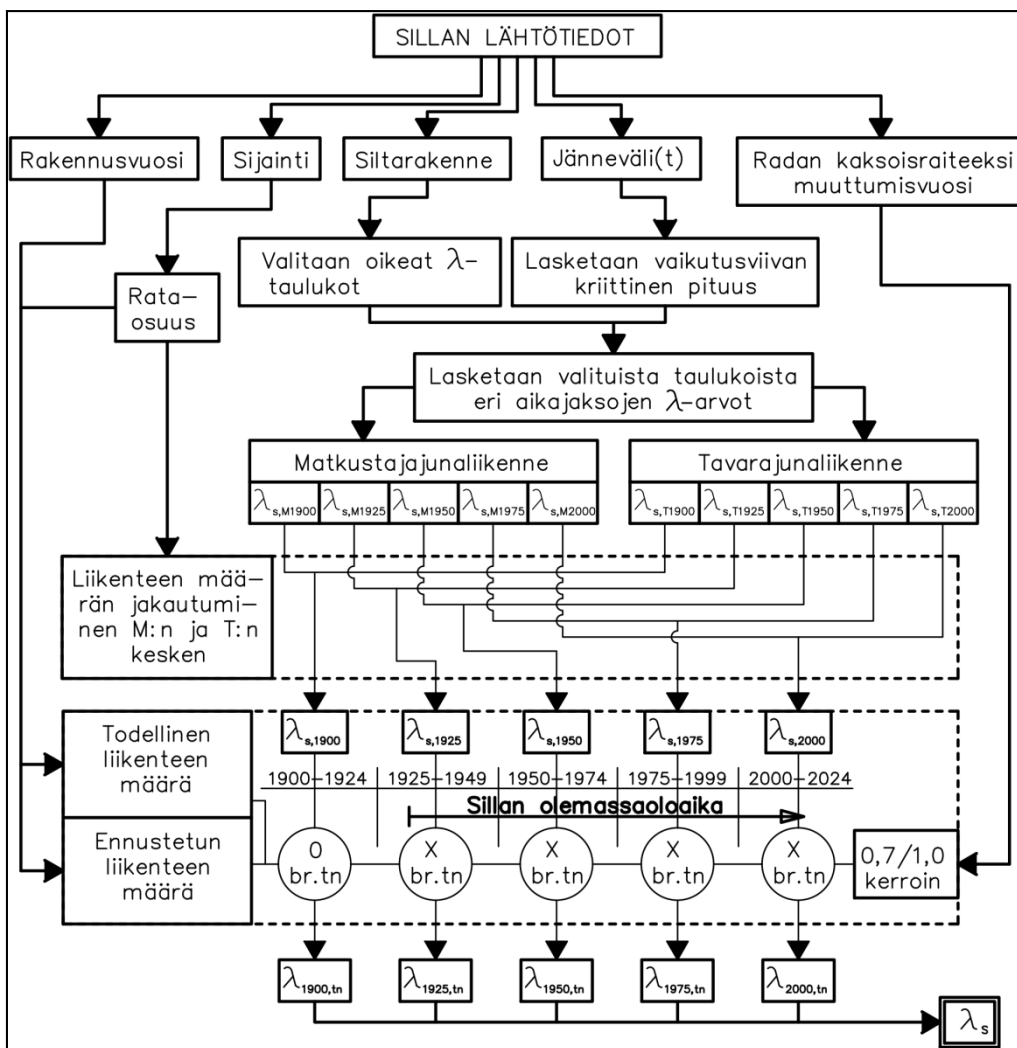 SILLAN LÄHTÖTIEDOT
Rakennusvuosi
Sijainti
Siltarakenne
Jänneväli(t)
Radan kaksoisraiteeksi
muuttumisvuosi
Valitaan oikeat λ-
taulukot
Lasketaan vaikutusviivan
kriittinen pituus
Rata-
osuus
Lasketaan valituista taulukoista
eri aikajaksojen λ-arvot
Matkustajajunaliikenne
Tavarajunaliikenne
λs,M1900 λs,M1925 λs,M1950 λs,M1975 λs,M2000
λs,T1900 λs,T1925 λs,T1950 λs,T1975 λs,T2000
Liikenteen mää-
rän jakautumi-
nen M:n ja T:n
kesken
λs,1900 λs,1925 λs,1950 λs,1975 λs,2000
Todellinen
liikenteen
määrä
1900-1924 1925-1949 1950-1974 1975-1999 2000-2024
Sillan olemassaoloaika
Ennustetun
liikenteen
määrä
0
br.tn
X
br.tn
X
br.tn
X
br.tn
X
br.tn
0,7/1,0
kerroin
λ1900,tn λ1925,tn λ1950,tn λ1975,tn λ2000,tn
λs